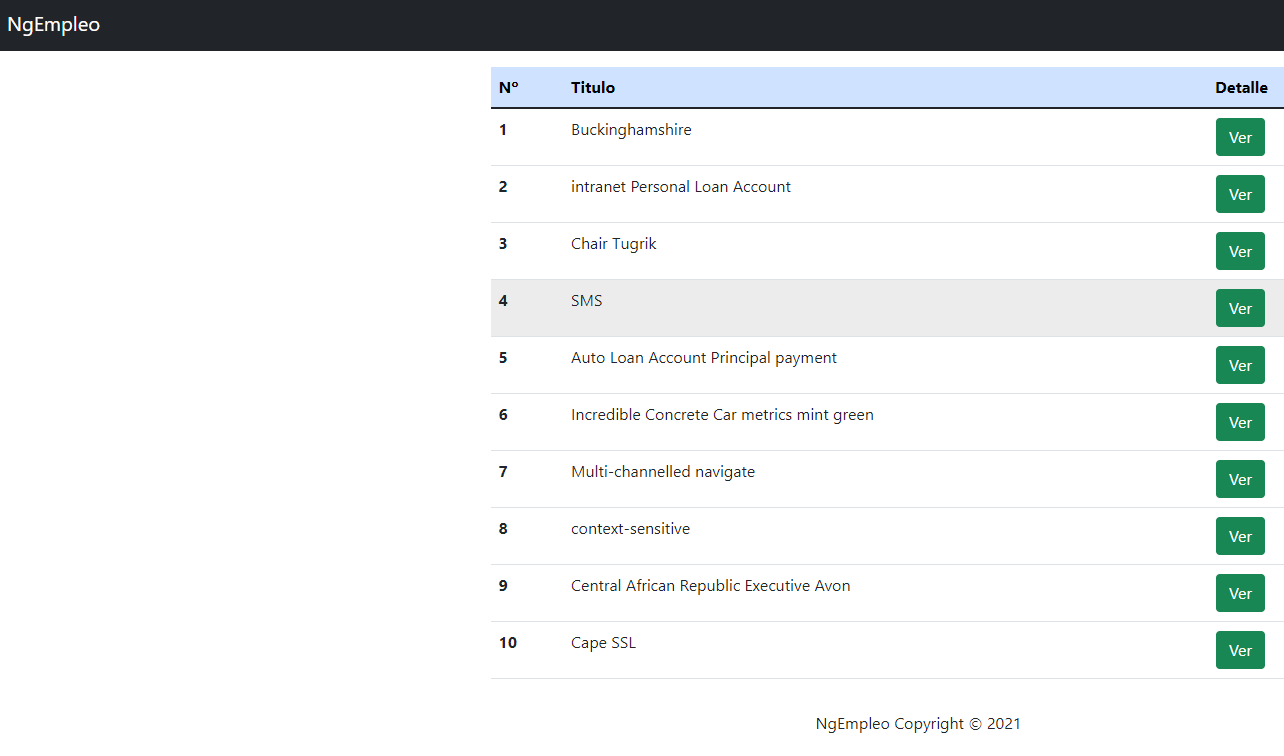 NgEmpleo
Nº Titulo Detalle
1 Buckinghamshire Ver
2 intranet Personal Loan Account Ver
3 Chair Tugrik Ver
4 SMS Ver
5 Auto Loan Account Principal payment Ver
6 Incredible Concrete Car metrics mint green Ver
7 Multi-channelled navigate Ver
8 context-sensitive Ver
9 Central African Republic Executive Avon Ver
10 Cape SSL Ver
NgEmpleo Copyright © 2021